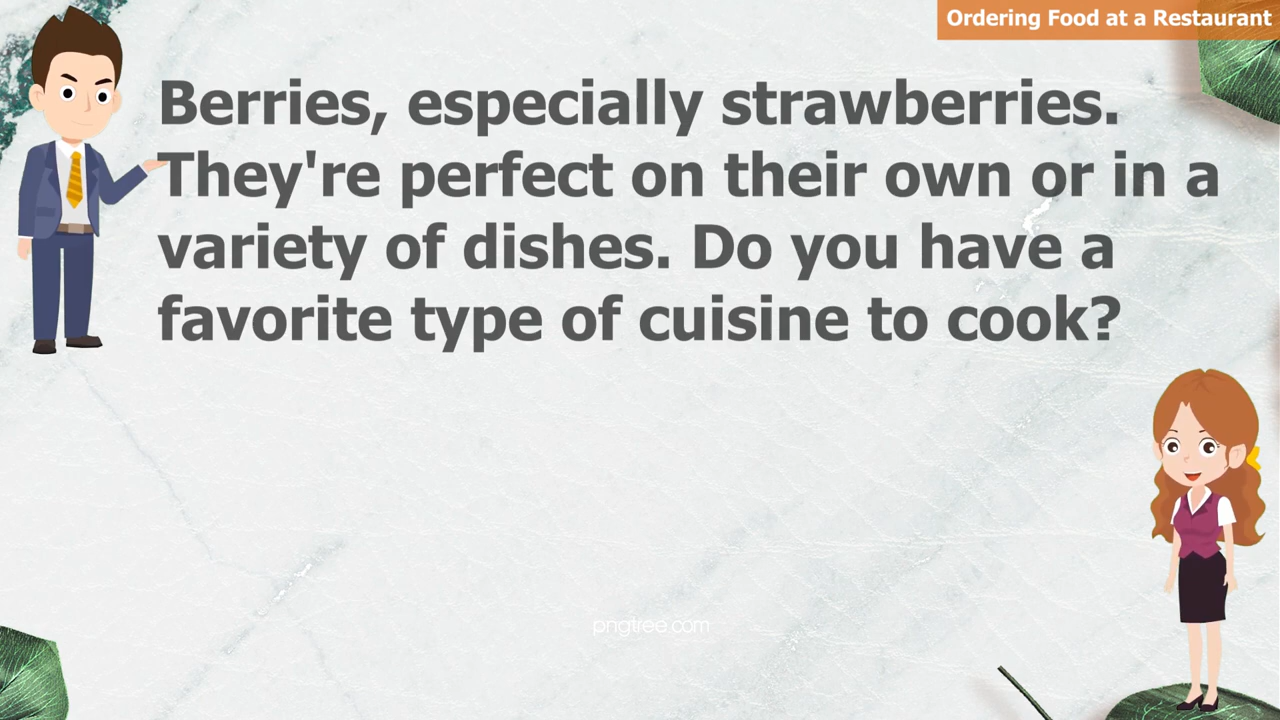 Ordering Food at a Restaurant
Berries, especially strawberries.
They're perfect on their own or in a
variety of dishes. Do you have a
favorite type of cuisine to cook?
pngtree.com